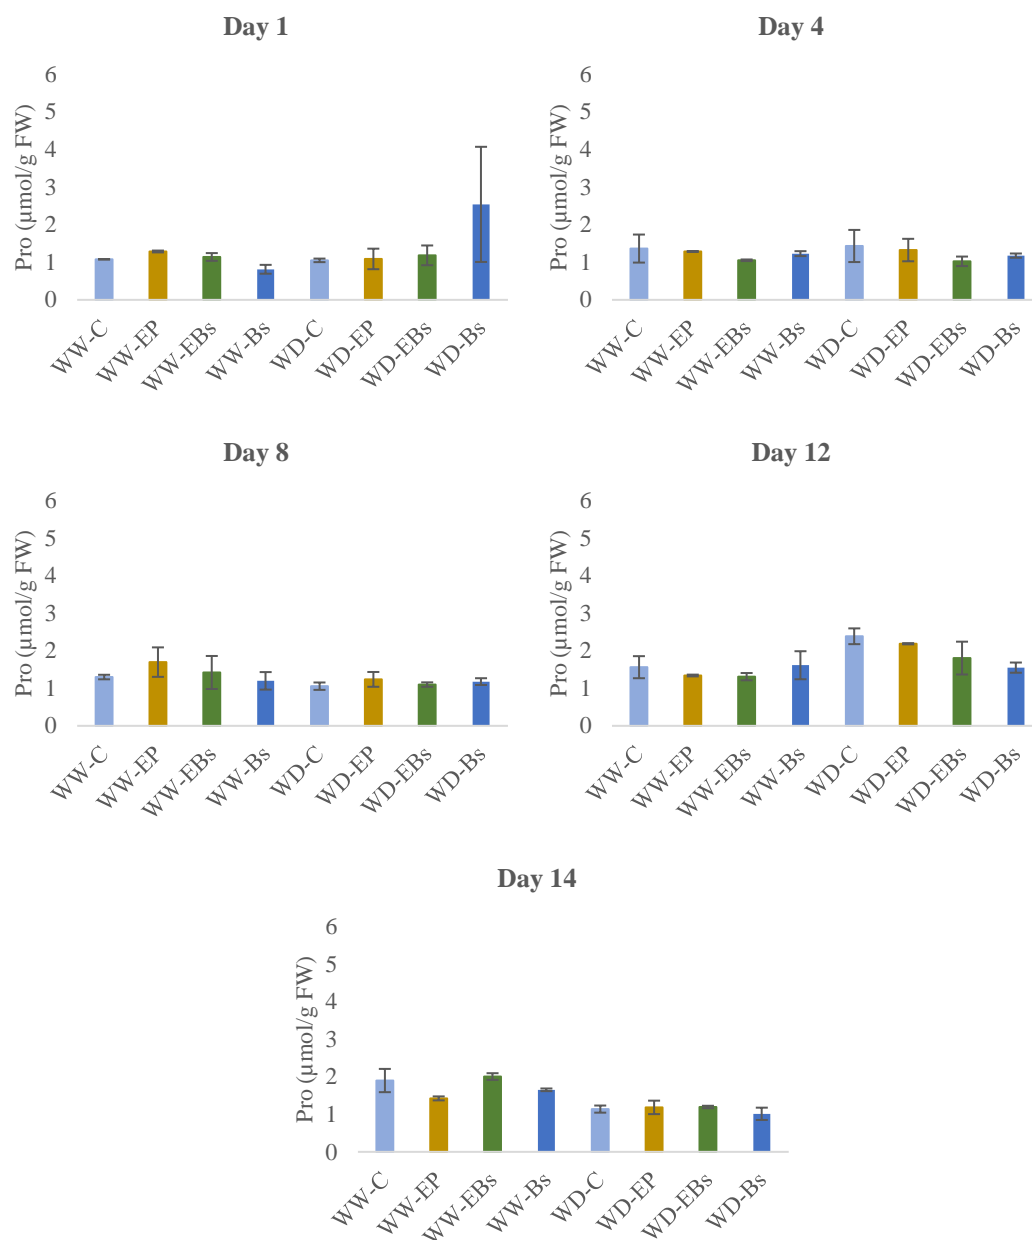 Day 1
Pro (µmol/g FW)
6
5
4
3
2
1
0
WW-C
WW-EP
WW-EBs
WW-Bs
WD-C
WD-EP
WD-EBs
WD-Bs
Day 4
Pro (µmol/g FW)
6
5
4
3
2
1
0
WW-C
WW-EP
WW-EBs
WW-Bs
WD-C
WD-EP
WD-EBs
WD-Bs
Day 8
Pro (µmol/g FW)
6
5
4
3
2
1
0
WW-C
WW-EP
WW-EBs
WW-Bs
WD-C
WD-EP
WD-EBs
WD-Bs
Day 12
Pro (µmol/g FW)
6
5
4
3
2
1
0
WW-C
WW-EP
WW-EBs
WW-Bs
WD-C
WD-EP
WD-EBs
WD-Bs
Day 14
Pro (µmol/g FW)
6
5
4
3
2
1
0
WW-C
WW-EP
WW-EBs
WW-Bs
WD-C
WD-EP
WD-EBs
WD-Bs